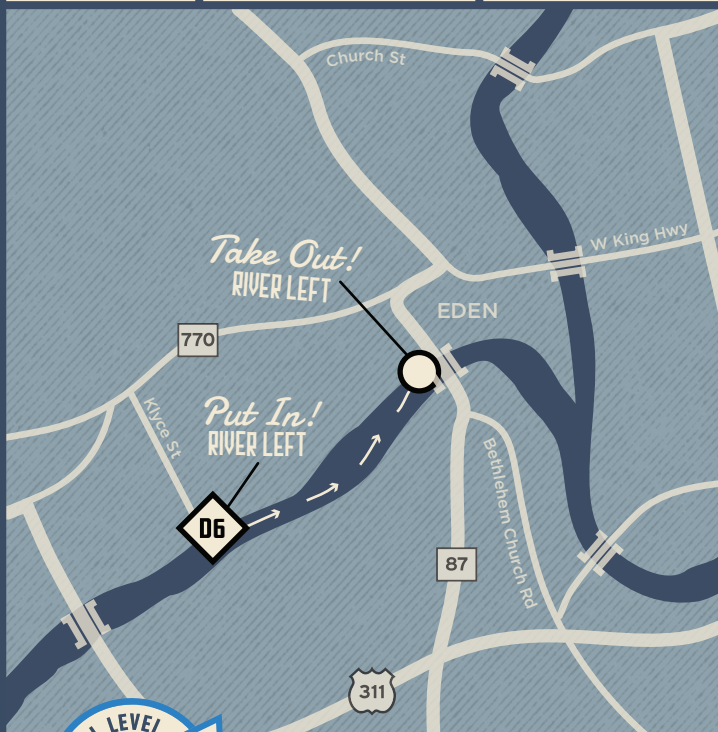 Church St
W King Hwy
Take Out!
RIVER LEFT
EDEN
770
Klyce St
Put In!
RIVER LEFT
Bethlehem Church Rd
D6
87
311
LEVEL